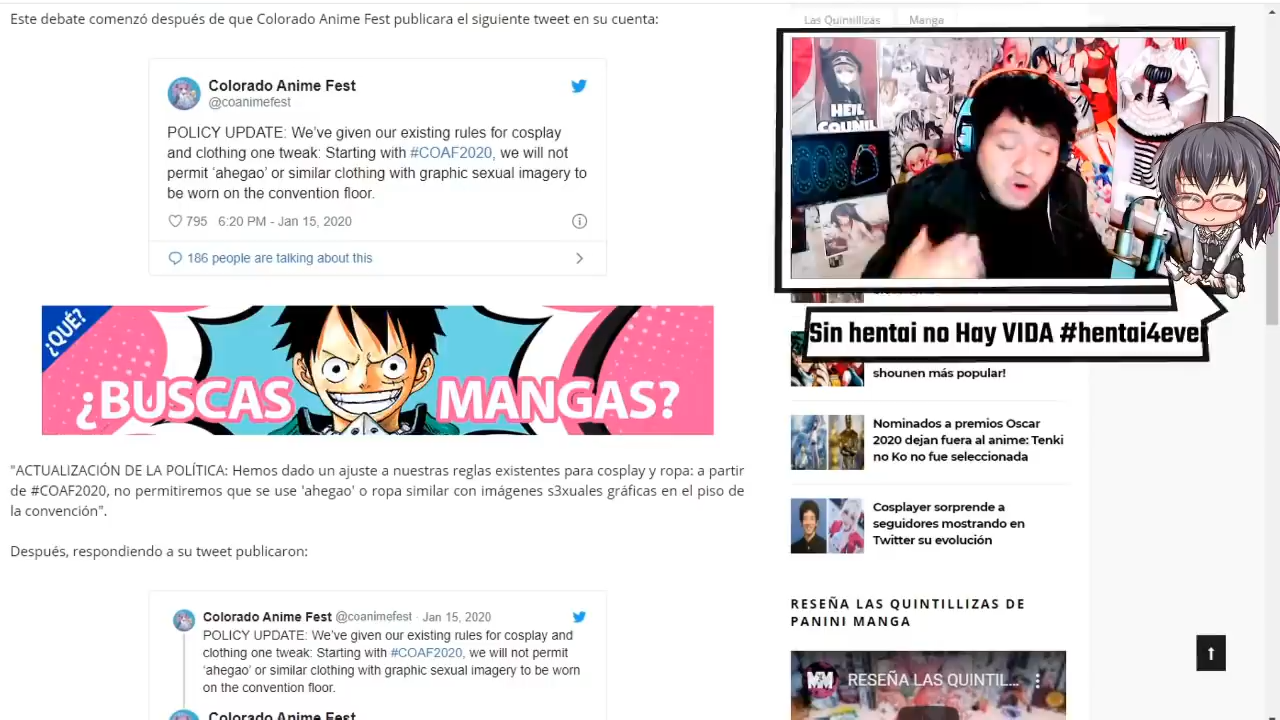 Este debate comenzó después de que Colorado Anime Fest publicara el siguiente tweet en su cuenta:
Colorado Anime Fest
@coanimefest
POLICY UPDATE: We've given our existing rules for cosplay
and clothing one tweak: Starting with #COAF2020, we will not
permit 'ahegao' or similar clothing with graphic sexual imagery to
be worn on the convention floor.
795 6:20 PM - Jan 15, 2020
186 people are talking about this
¿QUÉ?
¿BUSCAS MANGAS?
"ACTUALIZACIÓN DE LA POLÍTICA: Hemos dado un ajuste a nuestras reglas existentes para cosplay y ropa: a partir
de #COAF2020, no permitiremos que se use 'ahegao' o ropa similar con imágenes s3xuales gráficas en el piso de
la convención".
Después, respondiendo a su tweet publicaron:
Colorado Anime Fest @coanimefest · Jan 15, 2020
POLICY UPDATE: We've given our existing rules for cosplay and
clothing one tweak: Starting with #COAF2020, we will not permit
'ahegao' or similar clothing with graphic sexual imagery to be worn
on the convention floor.
Colorado Anime Fest
Las Quintillizas
Manga
HEIL
Sin hentai no Hay VIDA #hentai4ever
shounen más popular!
Nominados a premios Oscar
2020 dejan fuera al anime: Tenki
no Ko no fue seleccionada
Cosplayer sorprende a
seguidores mostrando en
Twitter su evolución
RESEÑA LAS QUINTILLIZAS DE
PANINI MANGA
MM
RESEÑA LAS QUINTIL...